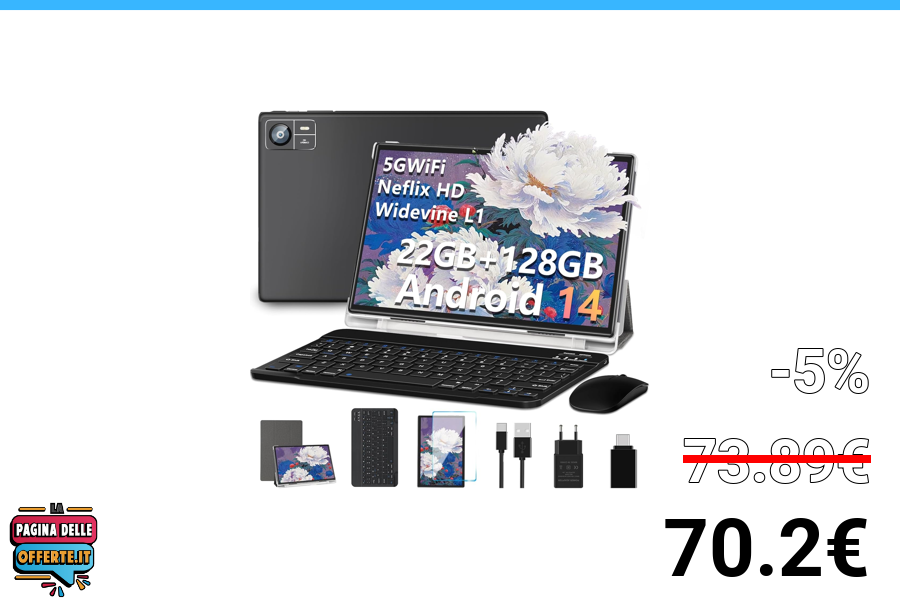 5GWiFi
Neflix HD
Widevine L1
22GB+128GB
Android 14
-5%
73.89€
70.2€
LA
PAGINA DELLE
OFFERTE.IT